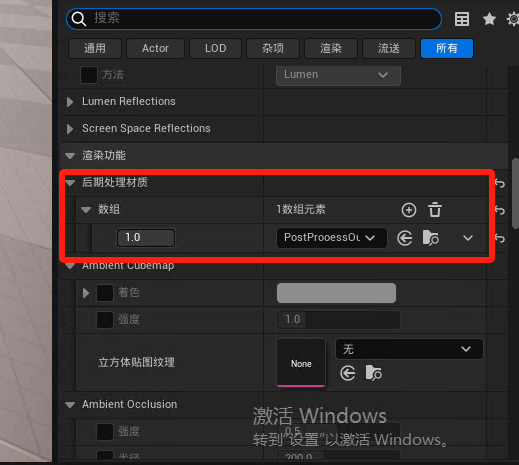 搜索
通用 Actor LOD 杂项 渲染 流送 所有
方法 Lumen
Lumen Reflections
Screen Space Reflections
渲染功能
后期处理材质
数组 1数组元素
1.0 PostProoessOu
Ambient Cubemap
着色
强度 1.0
立方体贴图纹理 None 无
Ambient Occlusion
强度 0.5
半径 200.0
激活 Windows
转到"设置"以激活 Windows。